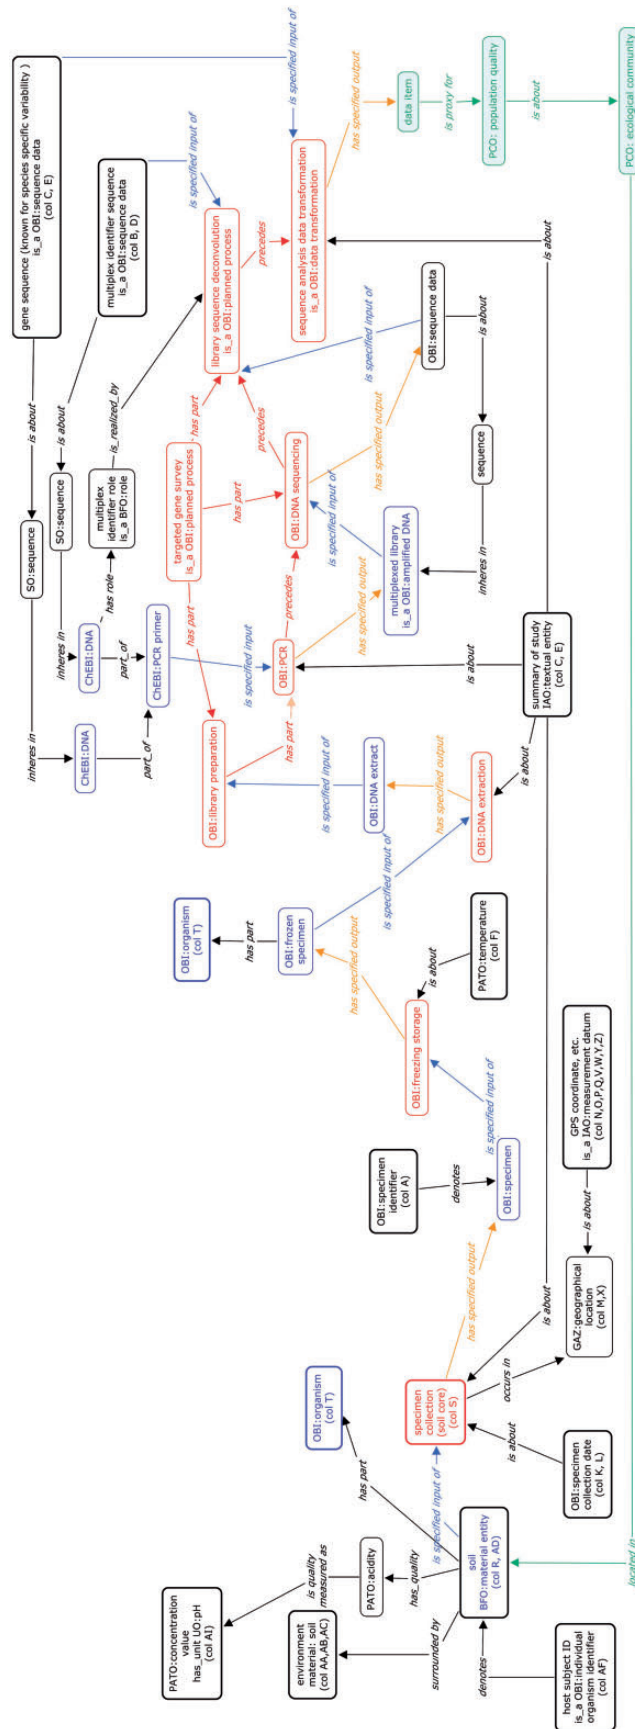 PATO:concentration
value
has_unit UO:pH
(col AI)
is quality
measured as
PATO:acidity
has_quality
environment
material: soil
(col AA,AB,AC)
surrounded by
host subject ID
is_a OBI:individual
organism identifier
(col AF)
denotes
soil
BFO:material entity
(col R, AD)
has part
OBI:organism
(col T)
is specified input of
specimen
collection
(soil core)
(col S)
is about
OBI:specimen
collection date
(col K, L)
occurs in
GAZ:geographical
location
(col M,X)
is about
GPS coordinate, etc.
is_a IAO:measurement datum
(col N,O,P,Q,V,W,Y,Z)
has specified output
OBI:specimen
denotes
OBI:specimen
identifier
(col A)
is specified input of
OBI:freezing storage
is about
PATO:temperature
(col F)
has specified output
OBI:frozen
specimen
has part
OBI:organism
(col T)
is specified input of
OBI:DNA extraction
has specified output
OBI:DNA extract
is specified input of
OBI:library preparation
has part
OBI:PCR
is about
is about
is about
is about
summary of study
IAO:textual entity
(col C, E)
inheres in
SO:sequence
is about
gene sequence (known for species specific variability )
is_a OBI:sequence data
(col C, E)
ChEBI:DNA
part_of
ChEBI:PCR primer
is specified input
inheres in
SO:sequence
is about
multiplex identifier sequence
is_a OBI:sequence data
(col B, D)
ChEBI:DNA
part_of
has role
multiplex
identifier role
is_a BFO:role
is_realized_by
targeted gene survey
is_a OBI:planned process
has part
has part
has part
precedes
OBI:DNA sequencing
has specified output
multiplexed library
is_a OBI:amplified DNA
is specified input of
inheres in
sequence
is about
OBI:sequence data
has specified output
is specified input of
precedes
library sequence deconvolution
is_a OBI:planned process
is specified input of
precedes
sequence analysis data transformation
is_a OBI:data transformation
is specified input of
has specified output
data item
is proxy for
PCO: population quality
is about
PCO: ecological community
located in